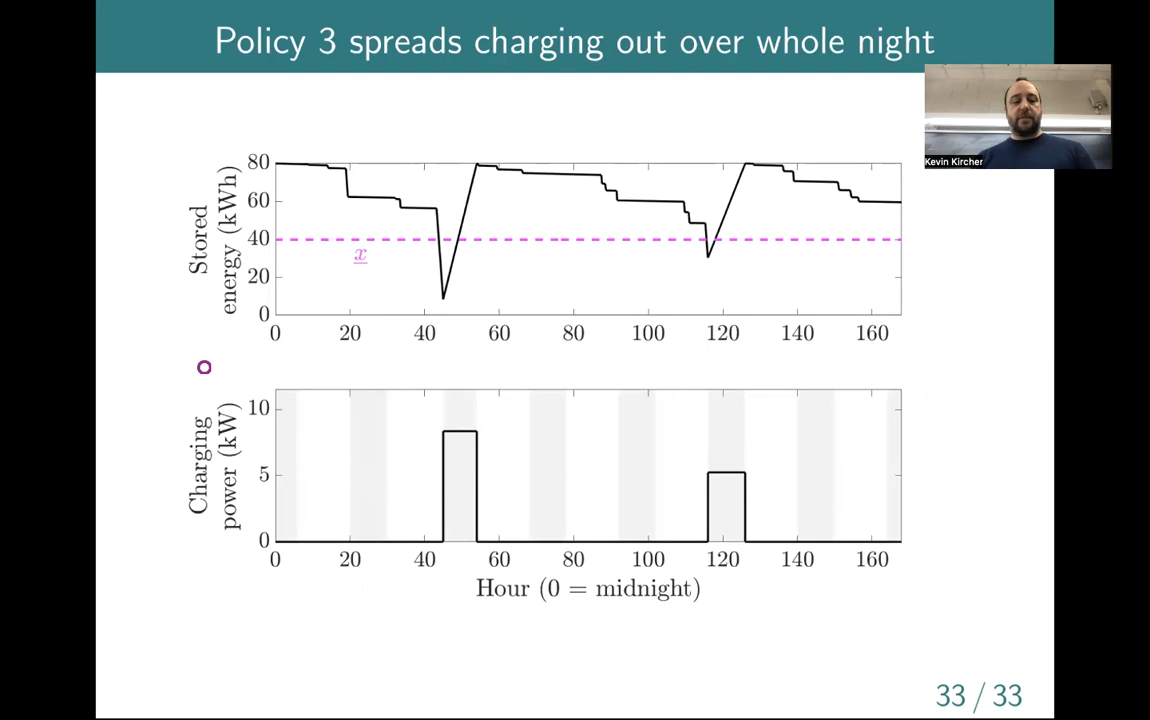 Policy 3 spreads charging out over whole night
Kevin Kircher
Stored
energy (kWh)
80
60
40
20
0
x
0 20 40 60 80 100 120 140 160
Charging
power (kW)
10
5
0
0 20 40 60 80 100 120 140 160
Hour (0 = midnight)
33 / 33